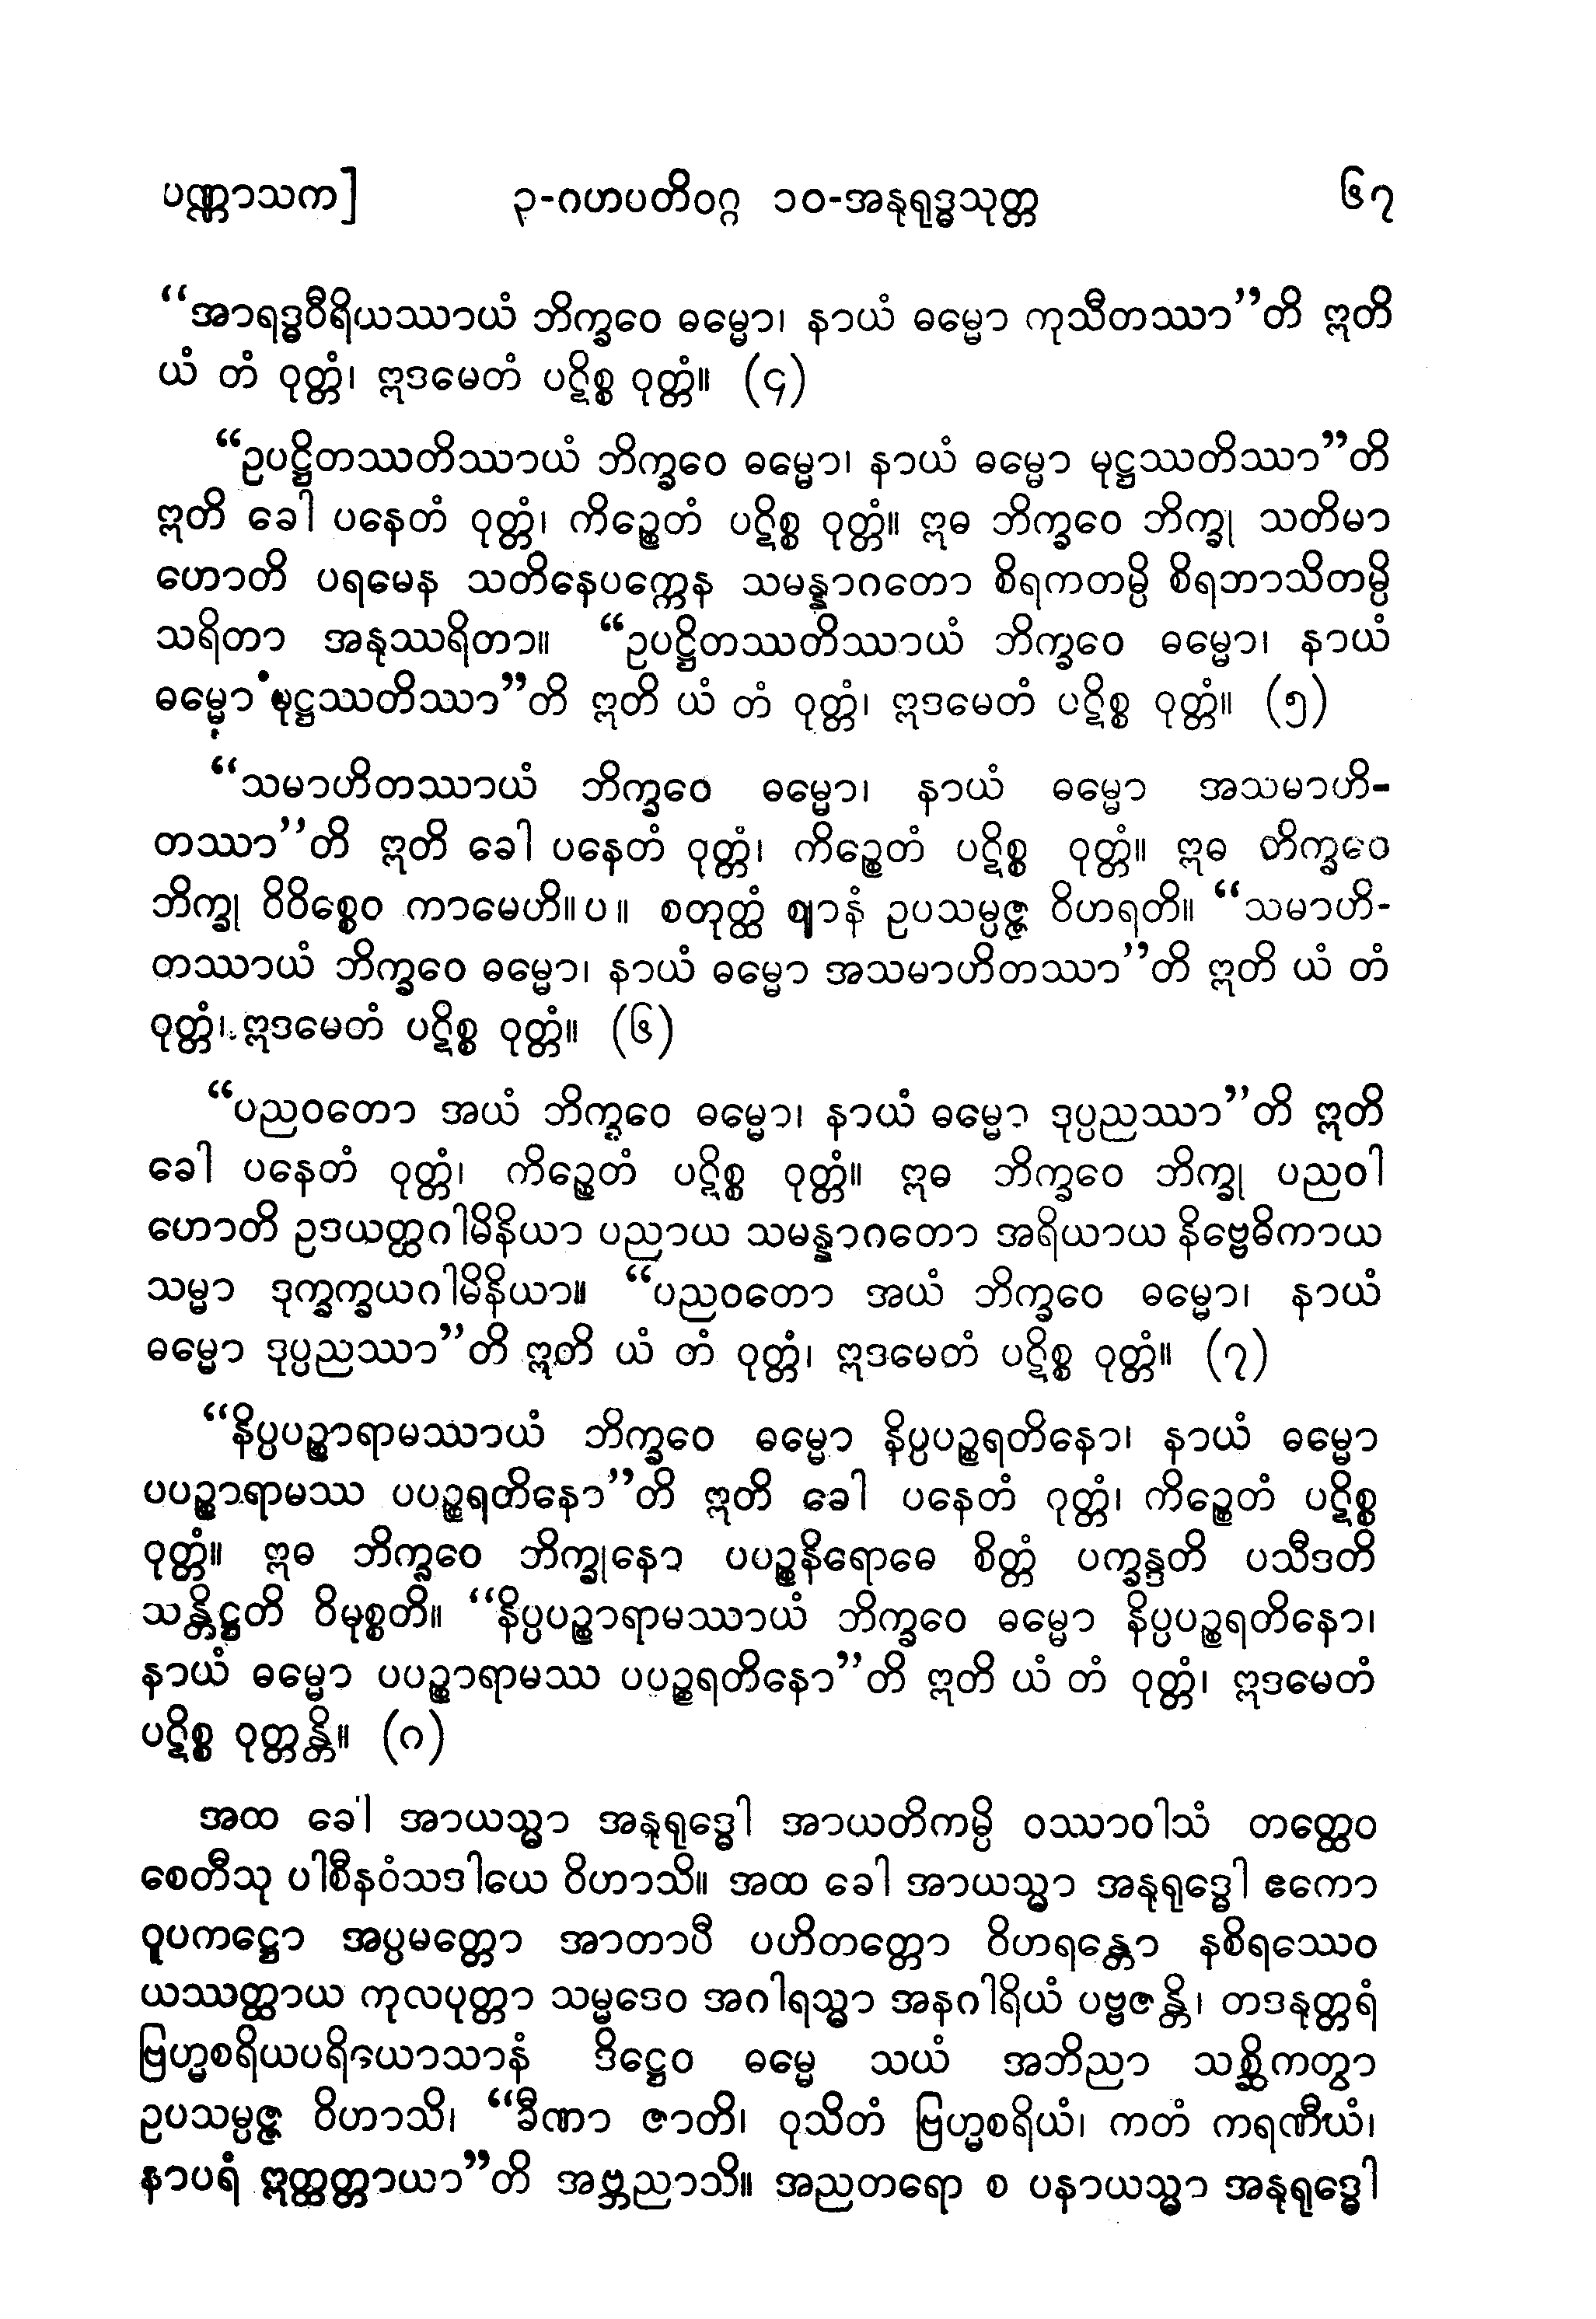 ပဏ္ဏာသက] ၃-ဂဟပတိဝဂ္ဂ ၁၀-အနုရုဒ္ဓသုတ္တ ၆၇
“အာရဒ္ဓဝီရိယဿာယံ ဘိက္ခဝေ ဓမ္မော၊ နာယံ ဓမ္မော ကုသီတဿာ”တိ ဣတိ
ယံ တံ ဝုတ္တံ၊ ဣဒမေတံ ပဋိစ္စ ဝုတ္တံ။ (၄)
“ဥပဋ္ဌိတဿတိဿာယံ ဘိက္ခဝေ ဓမ္မော၊ နာယံ ဓမ္မော မုဋ္ဌဿတိဿာ”တိ
ဣတိ ခေါ ပနေတံ ဝုတ္တံ၊ ကိဉ္စေတံ ပဋိစ္စ ဝုတ္တံ။ ဣဓ ဘိက္ခဝေ ဘိက္ခု သတိမာ
ဟောတိ ပရမေန သတိနေပက္ကေန သမန္နာဂတော စိရကတမ္ပိ စိရဘာသိတမ္ပိ
သရိတာ အနုဿရိတာ။ “ဥပဋ္ဌိတဿတိဿာယံ ဘိက္ခဝေ ဓမ္မော၊ နာယံ
ဓမ္မော မုဋ္ဌဿတိဿာ”တိ ဣတိ ယံ တံ ဝုတ္တံ၊ ဣဒမေတံ ပဋိစ္စ ဝုတ္တံ။ (၅)
“သမာဟိတဿာယံ ဘိက္ခဝေ ဓမ္မော၊ နာယံ ဓမ္မော အသမာဟိ-
တဿာ”တိ ဣတိ ခေါ ပနေတံ ဝုတ္တံ၊ ကိဉ္စေတံ ပဋိစ္စ ဝုတ္တံ။ ဣဓ ဘိက္ခဝေ
ဘိက္ခု ဝိဝိစ္စေဝ ကာမေဟိ။ပ။ စတုတ္ထံ ဈာနံ ဥပသမ္ပဇ္ဇ ဝိဟရတိ။ “သမာဟိ-
တဿာယံ ဘိက္ခဝေ ဓမ္မော၊ နာယံ ဓမ္မော အသမာဟိတဿာ”တိ ဣတိ ယံ တံ
ဝုတ္တံ၊ ဣဒမေတံ ပဋိစ္စ ဝုတ္တံ။ (၆)
“ပညဝတော အယံ ဘိက္ခဝေ ဓမ္မော၊ နာယံ ဓမ္မော ဒုပ္ပညဿာ”တိ ဣတိ
ခေါ ပနေတံ ဝုတ္တံ၊ ကိဉ္စေတံ ပဋိစ္စ ဝုတ္တံ။ ဣဓ ဘိက္ခဝေ ဘိက္ခု ပညဝါ
ဟောတိ ဥဒယတ္ထဂါမိနိယာ ပညာယ သမန္နာဂတော အရိယာယ နိဗ္ဗေဓိကာယ
သမ္မာ ဒုက္ခက္ခယဂါမိနိယာ။ “ပညဝတော အယံ ဘိက္ခဝေ ဓမ္မော၊ နာယံ
ဓမ္မော ဒုပ္ပညဿာ”တိ ဣတိ ယံ တံ ဝုတ္တံ၊ ဣဒမေတံ ပဋိစ္စ ဝုတ္တံ။ (၇)
“နိပ္ပပဉ္စာရာမဿာယံ ဘိက္ခဝေ ဓမ္မော နိပ္ပပဉ္စရတိနော၊ နာယံ ဓမ္မော
ပပဉ္စာရာမဿ ပပဉ္စရတိနော”တိ ဣတိ ခေါ ပနေတံ ဝုတ္တံ၊ ကိဉ္စေတံ ပဋိစ္စ
ဝုတ္တံ။ ဣဓ ဘိက္ခဝေ ဘိက္ခုနော ပပဉ္စနိရောဓေ စိတ္တံ ပက္ခန္ဒတိ ပသီဒတိ
သန္တိဋ္ဌတိ ဝိမုစ္စတိ။ “နိပ္ပပဉ္စာရာမဿာယံ ဘိက္ခဝေ ဓမ္မော နိပ္ပပဉ္စရတိနော၊
နာယံ ဓမ္မော ပပဉ္စာရာမဿ ပပဉ္စရတိနော”တိ ဣတိ ယံ တံ ဝုတ္တံ၊ ဣဒမေတံ
ပဋိစ္စ ဝုတ္တန္တိ။ (၈)
အထ ခေါ အာယသ္မာ အနုရုဒ္ဓေါ အာယတိကမ္ပိ ဝဿာဝါသံ တတ္ထေဝ
စေတီသု ပါစီနဝံသဒါယေ ဝိဟာသိ။ အထ ခေါ အာယသ္မာ အနုရုဒ္ဓေါ ဧကော
ဝူပကဋ္ဌော အပ္ပမတ္တော အာတာပီ ပဟိတတ္တော ဝိဟရန္တော နစိရဿေဝ
ယဿတ္ထာယ ကုလပုတ္တာ သမ္မဒေဝ အဂါရသ္မာ အနဂါရိယံ ပဗ္ဗဇန္တိ၊ တဒနုတ္တရံ
ဗြဟ္မစရိယပရိယောသာနံ ဒိဋ္ဌေဝ ဓမ္မေ သယံ အဘိညာ သစ္ဆိကတွာ
ဥပသမ္ပဇ္ဇ ဝိဟာသိ၊ “ခီဏာ ဇာတိ၊ ဝုသိတံ ဗြဟ္မစရိယံ၊ ကတံ ကရဏီယံ၊
နာပရံ ဣတ္ထတ္တာယာ”တိ အဗ္ဘညာသိ။ အညတရော စ ပနာယသ္မာ အနုရုဒ္ဓေါ